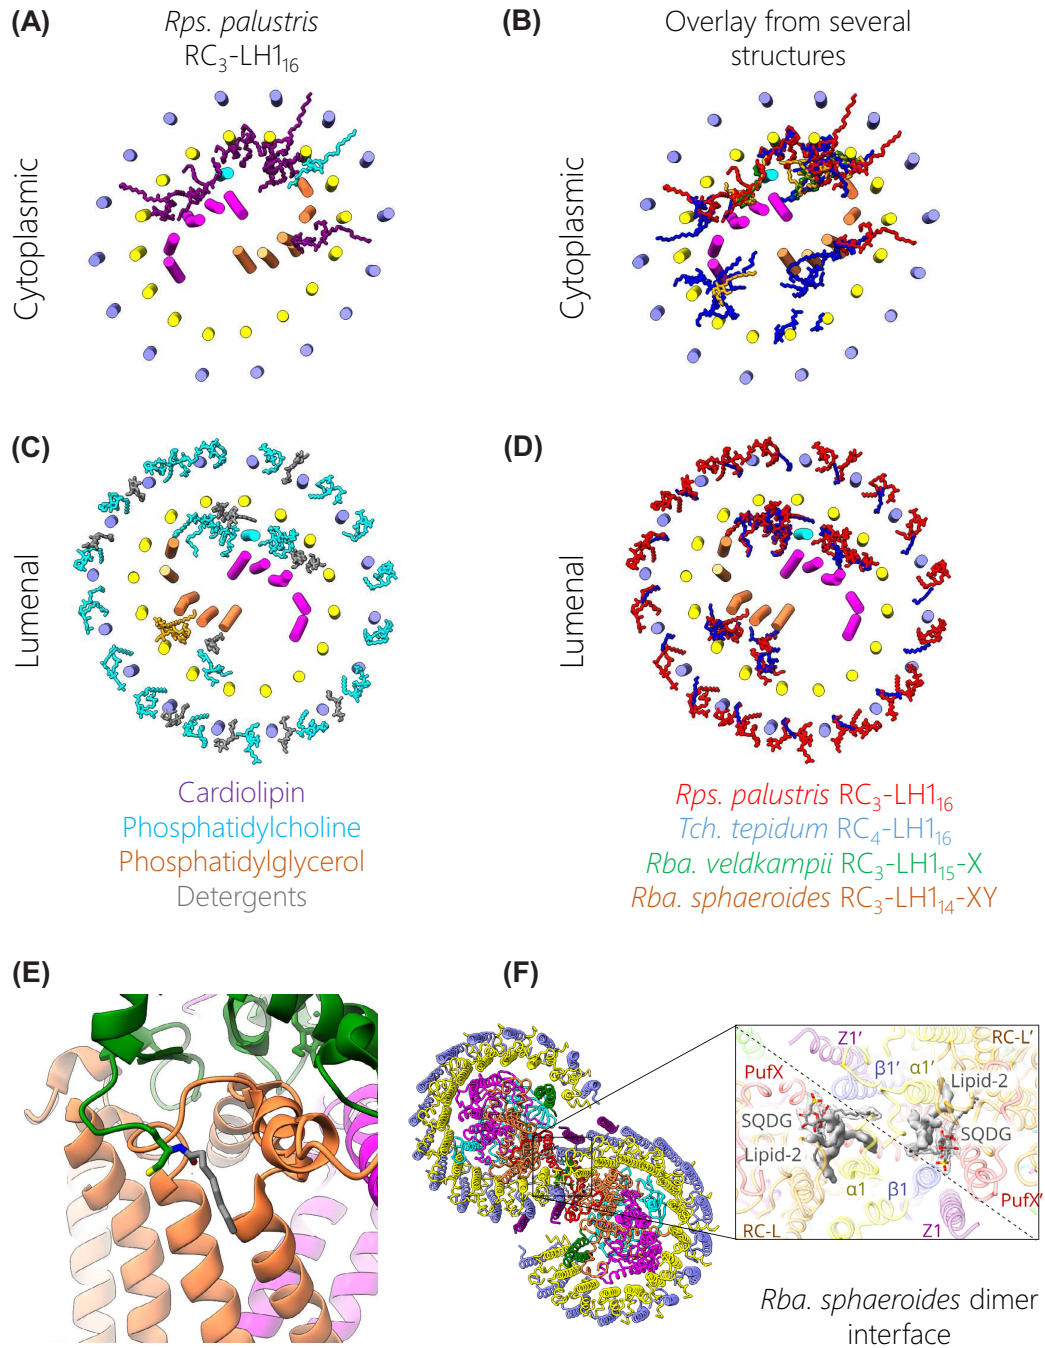 (A)
Rps. palustris
RC3-LH116
(B)
Overlay from several
structures
Cytoplasmic
Cytoplasmic
(C)
(D)
Lumenal
Lumenal
Cardiolipin
Phosphatidylcholine
Phosphatidylglycerol
Detergents
Rps. palustris RC3-LH116
Tch. tepidum RC4-LH116
Rba. veldkampii RC3-LH115-X
Rba. sphaeroides RC3-LH114-XY
(E)
(F)
Z1′
RC-L′
β1′
α1′
PufX
Lipid-2
SQDG
SQDG
Lipid-2
α1
β1
PufX′
RC-L
Z1
Rba. sphaeroides dimer
interface